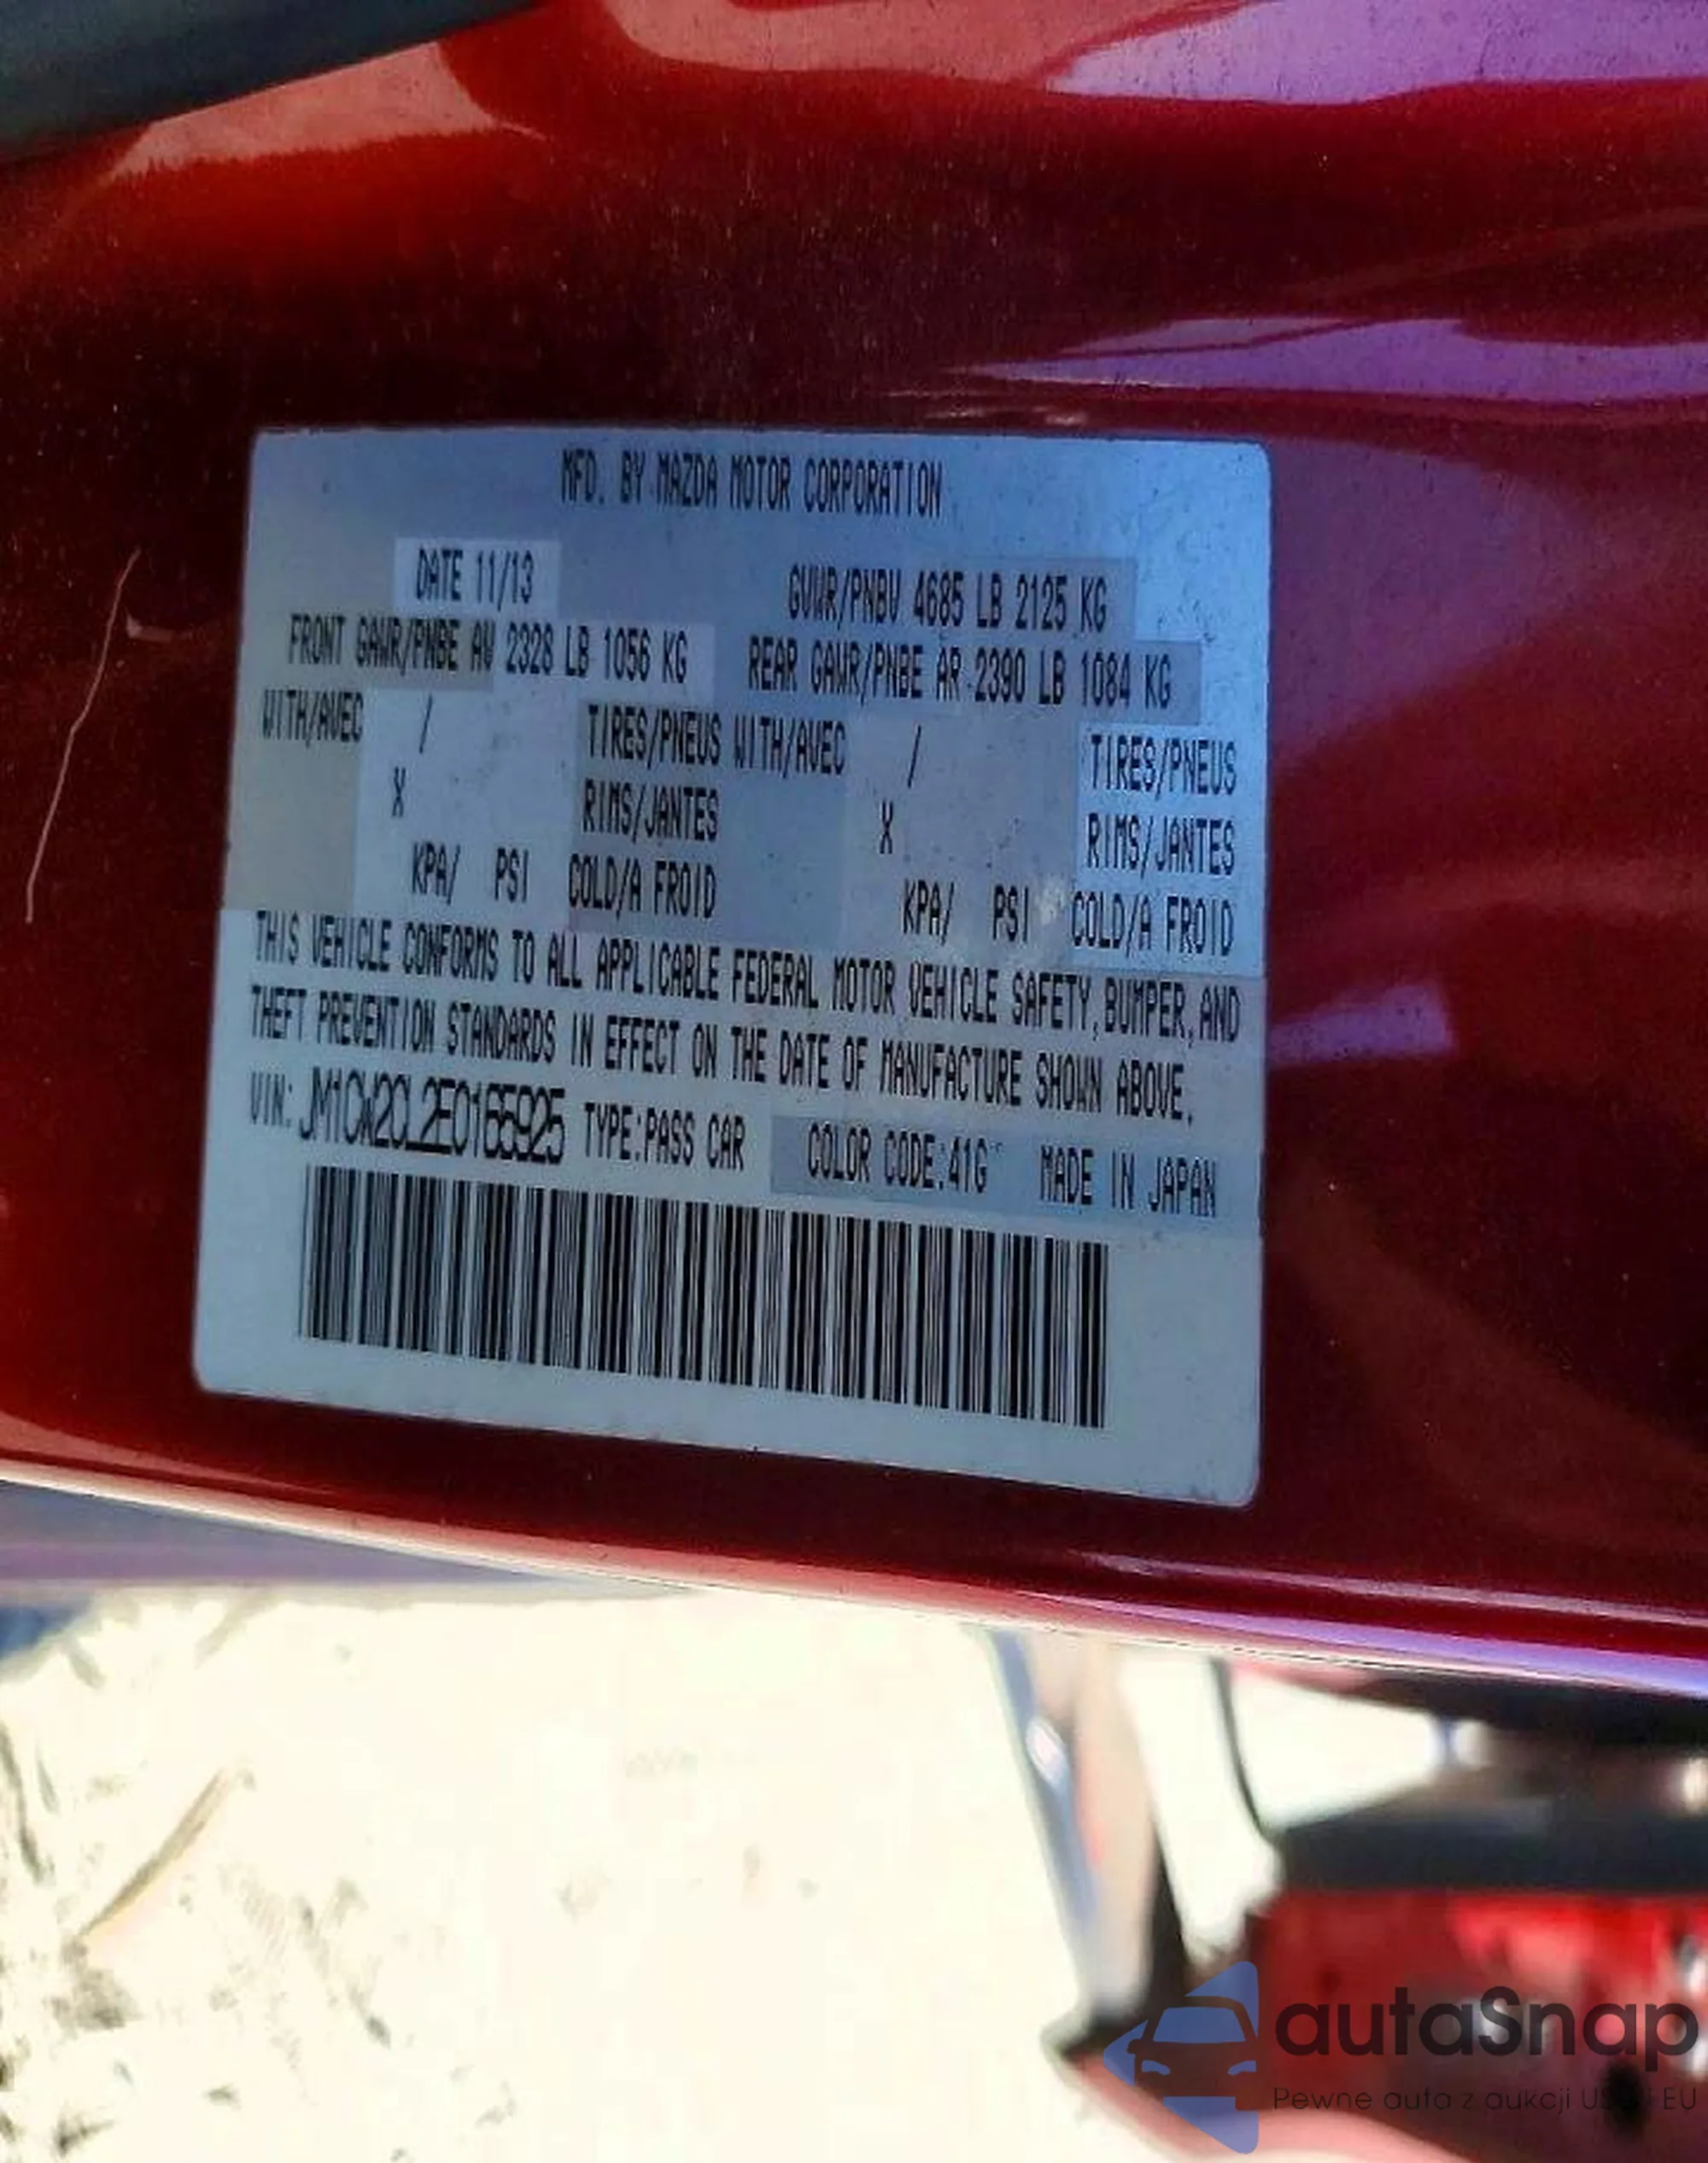 MFD. BY MAZDA MOTOR CORPORATION
DATE 11/13 GVWR/PNBV 4685 LB 2125 KG
FRONT GAWR/PNBE AV 2328 LB 1056 KG REAR GAWR/PNBE AR 2390 LB 1084 KG
WITH/AVEC / TIRES/PNEUS WITH/AVEC / TIRES/PNEUS
X RIMS/JANTES X RIMS/JANTES
KPA/ PSI COLD/A FROID KPA/ PSI COLD/A FROID
THIS VEHICLE CONFORMS TO ALL APPLICABLE FEDERAL MOTOR VEHICLE SAFETY, BUMPER, AND
THEFT PREVENTION STANDARDS IN EFFECT ON THE DATE OF MANUFACTURE SHOWN ABOVE.
VIN: JM1CW2CL2E0165925 TYPE:PASS CAR COLOR CODE:41G MADE IN JAPAN
autaSnap
Pewne auta z aukcji EU